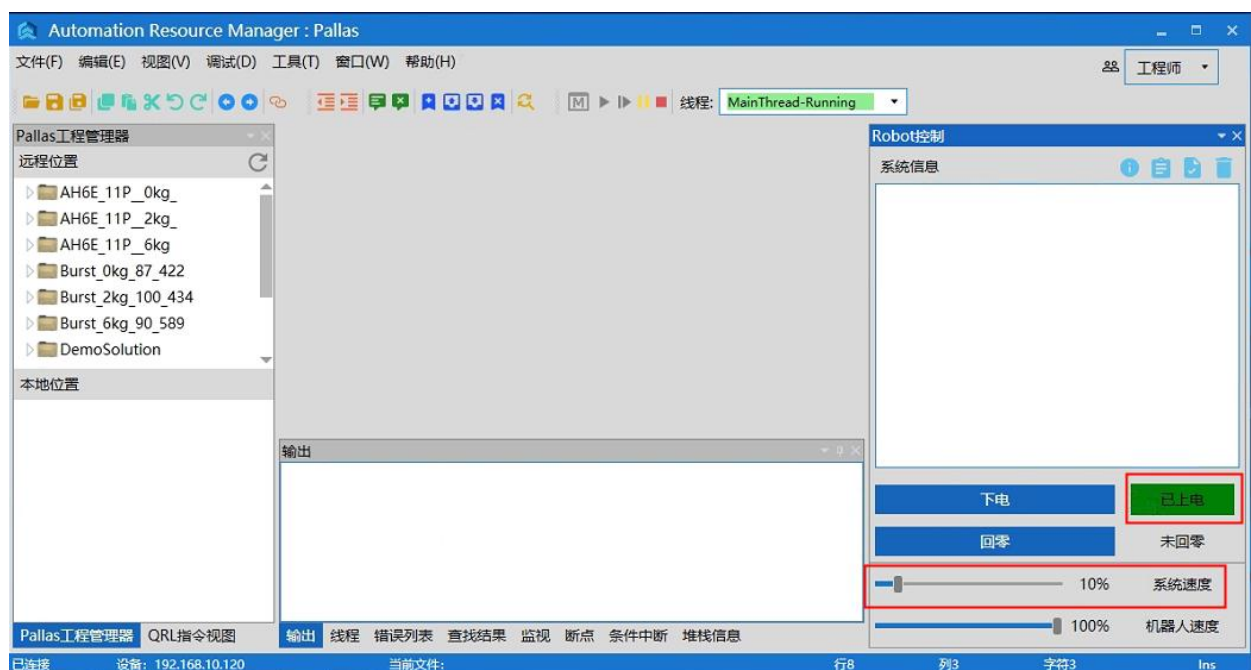 Automation Resource Manager : Pallas
文件(F) 编辑(E) 视图(V) 调试(D) 工具(T) 窗口(W) 帮助(H)
工程师
M 线程: MainThread-Running
Pallas工程管理器
远程位置
AH6E_11P__0kg_
AH6E_11P__2kg_
AH6E_11P__6kg
Burst_0kg_87_422
Burst_2kg_100_434
Burst_6kg_90_589
DemoSolution
本地位置
输出
Robot控制
系统信息
下电 已上电
回零 未回零
10% 系统速度
100% 机器人速度
Pallas工程管理器 QRL指令视图
输出 线程 错误列表 查找结果 监视 断点 条件中断 堆栈信息
已连接 设备: 192.168.10.120 当前文件: 行8 列3 字符3 Ins